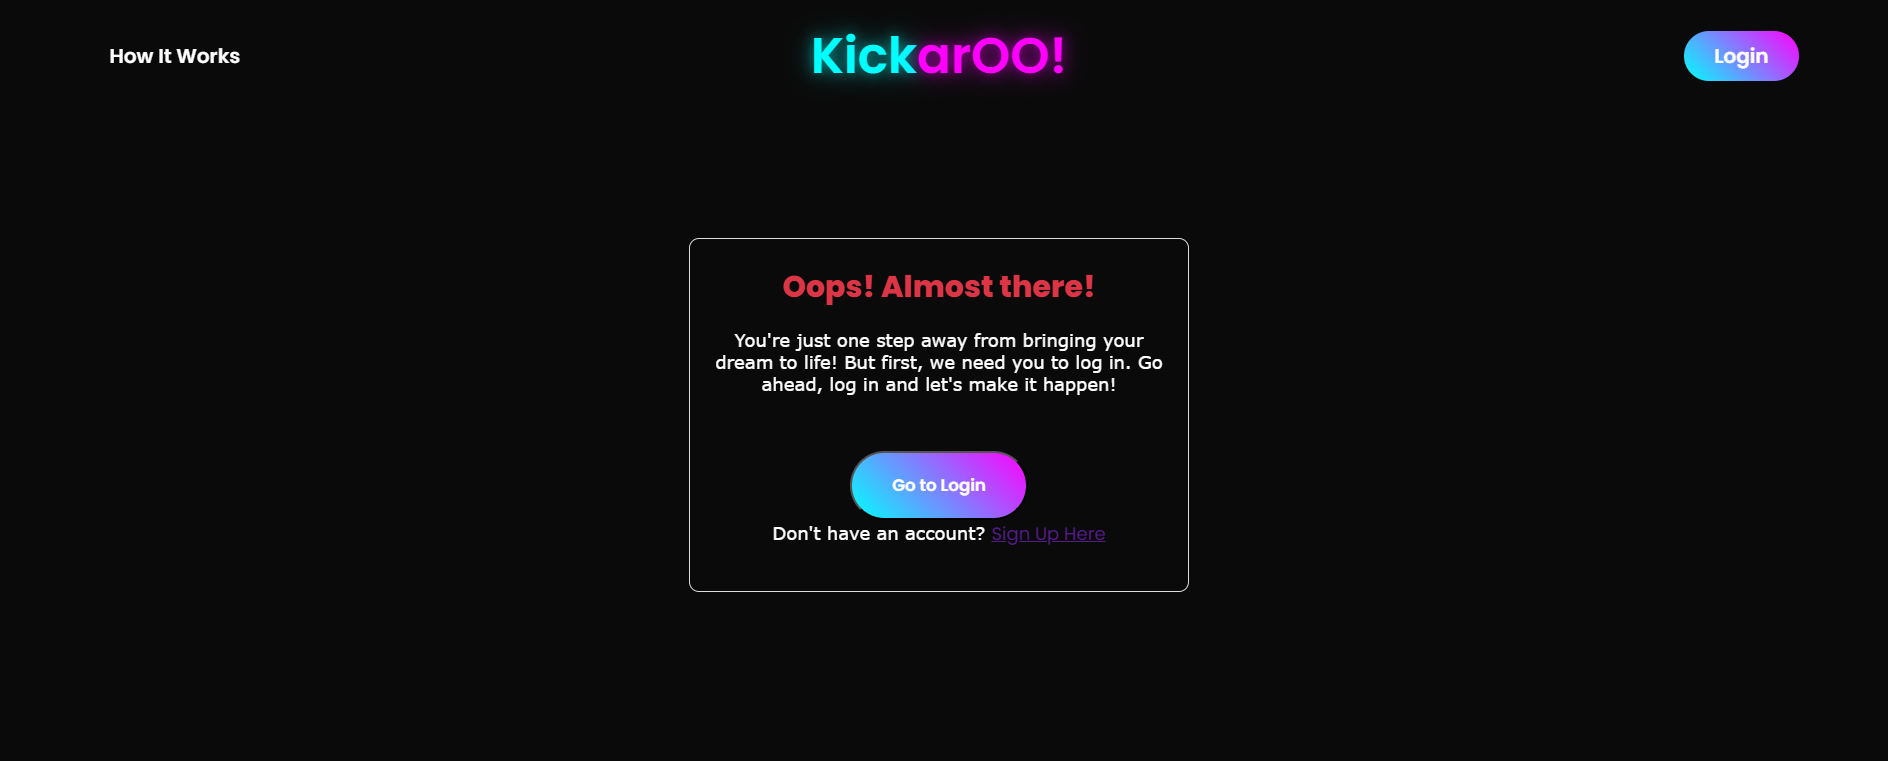 How It Works
KickarOO!
Login
Oops! Almost there!
You're just one step away from bringing your
dream to life! But first, we need you to log in. Go
ahead, log in and let's make it happen!
Go to Login
Don't have an account? Sign Up Here